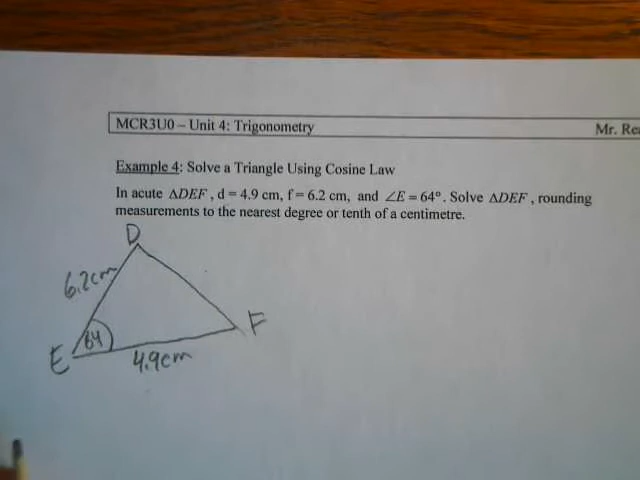 MCR3U0 – Unit 4: Trigonometry
Mr.
Example 4: Solve a Triangle Using Cosine Law
In acute ΔDEF, d = 4.9 cm, f = 6.2 cm, and ∠E = 64°. Solve ΔDEF, rounding
measurements to the nearest degree or tenth of a centimetre.
D
6.2cm
F
64
E
4.9cm